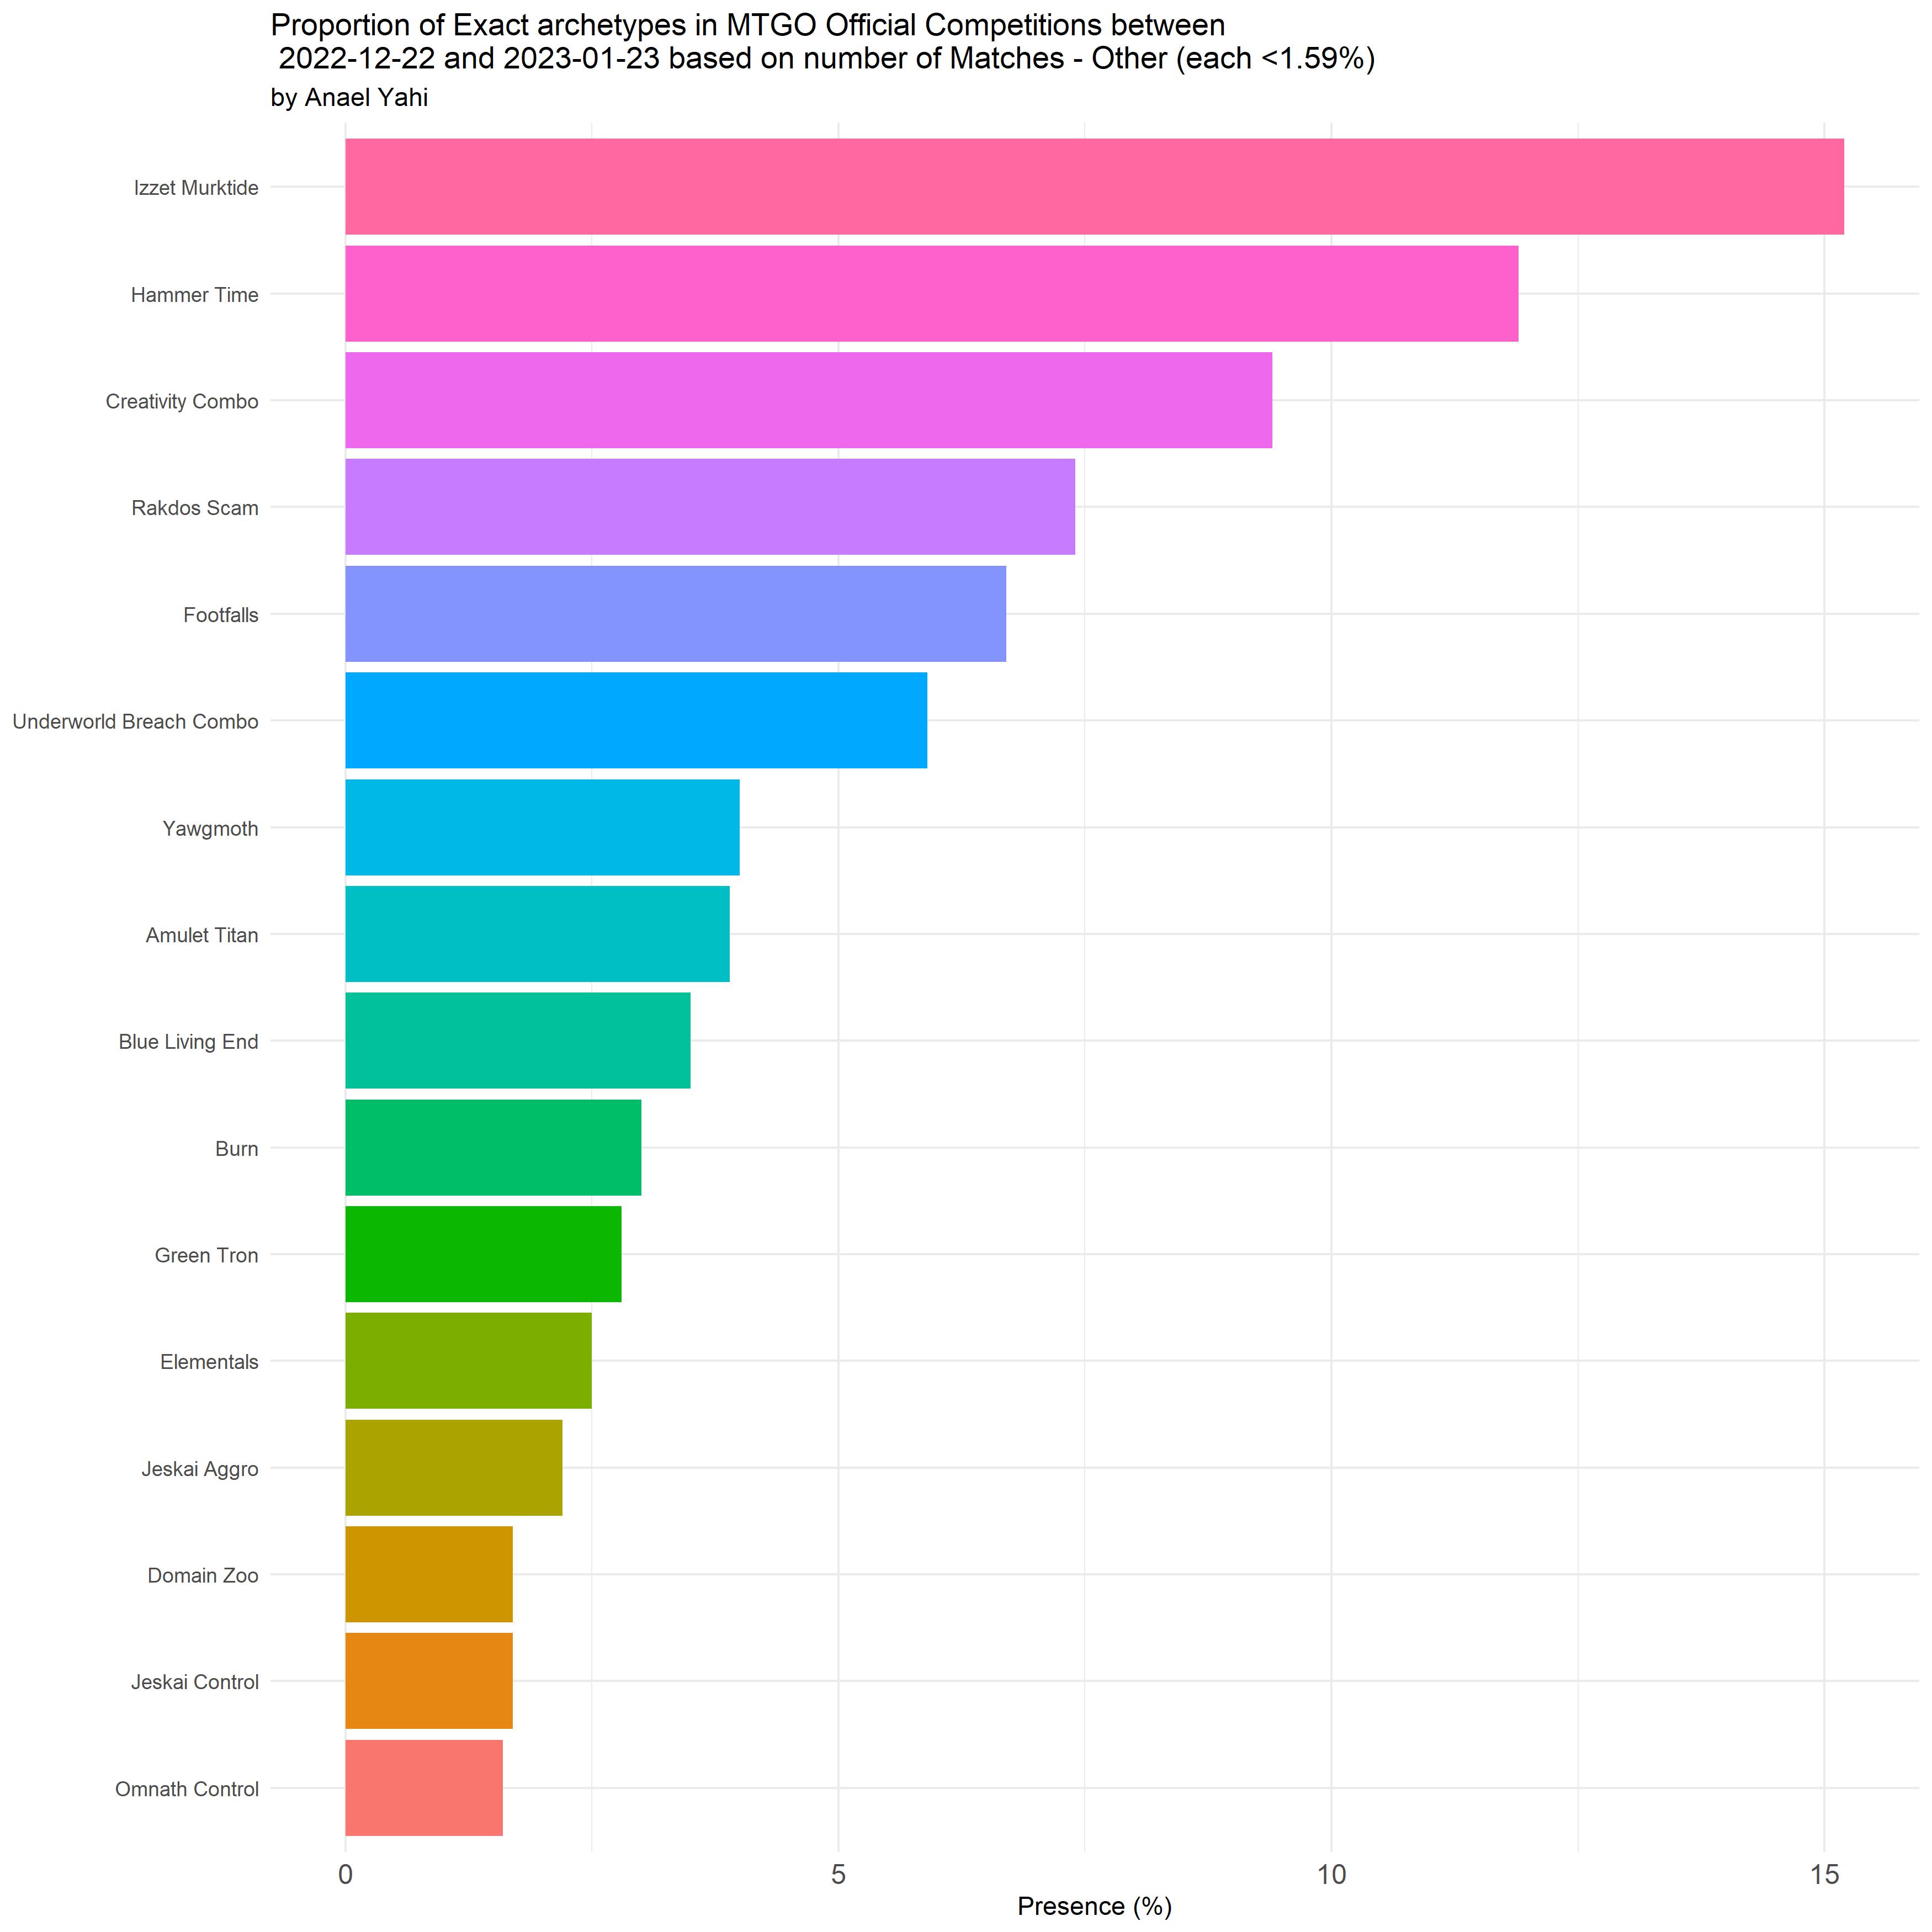 Proportion of Exact archetypes in MTGO Official Competitions between
2022-12-22 and 2023-01-23 based on number of Matches - Other (each <1.59%)
by Anael Yahi
Izzet Murktide
Hammer Time
Creativity Combo
Rakdos Scam
Footfalls
Underworld Breach Combo
Yawgmoth
Amulet Titan
Blue Living End
Burn
Green Tron
Elementals
Jeskai Aggro
Domain Zoo
Jeskai Control
Omnath Control
0 5 10 15
Presence (%)